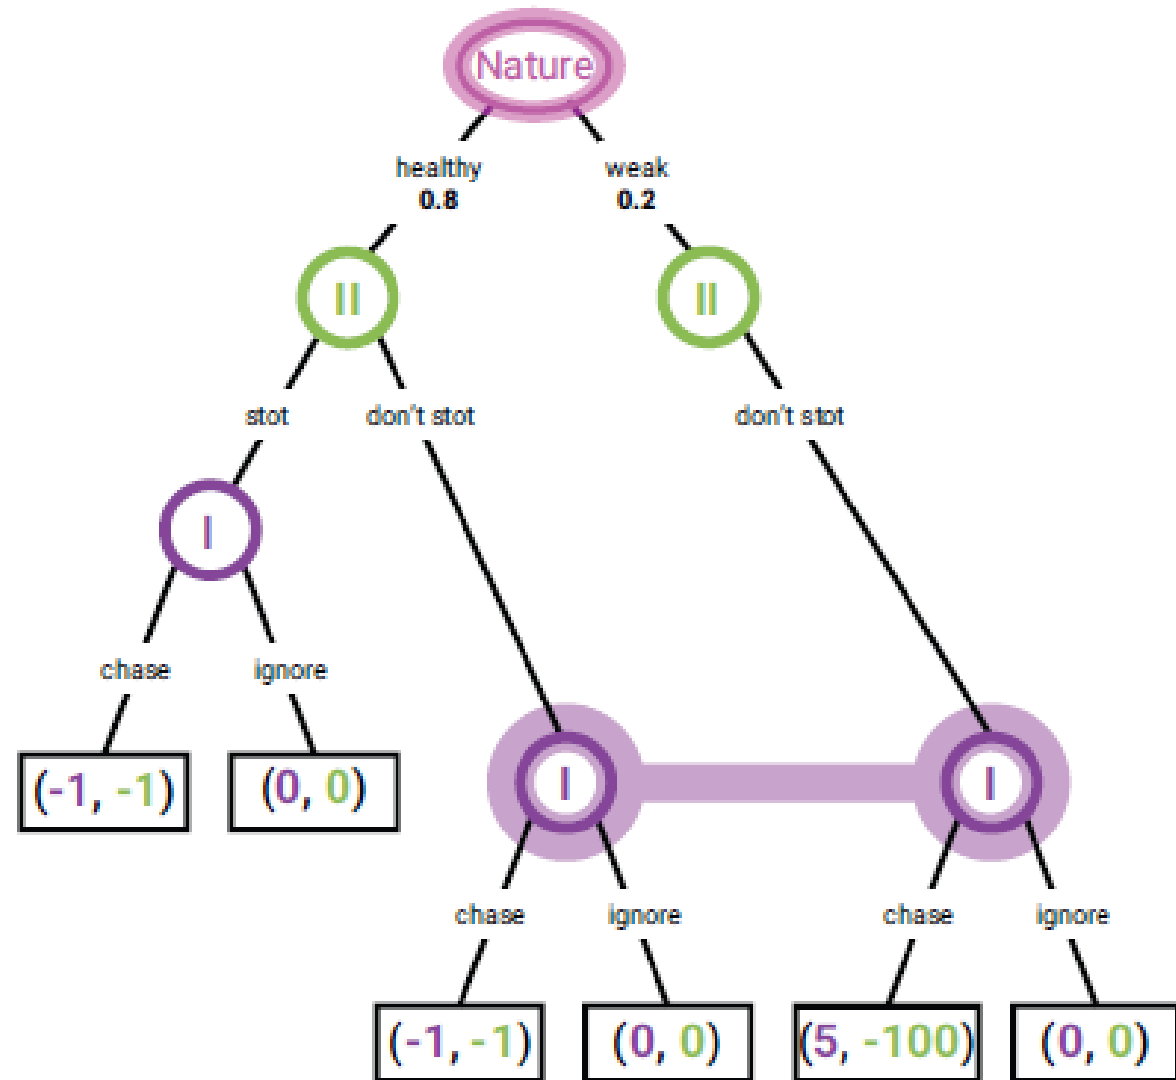 Nature
healthy
0.8
weak
0.2
II
II
stot
don't stot
don't stot
I
chase
ignore
(-1, -1)
(0, 0)
I
I
chase
ignore
chase
ignore
(-1, -1)
(0, 0)
(5, -100)
(0, 0)